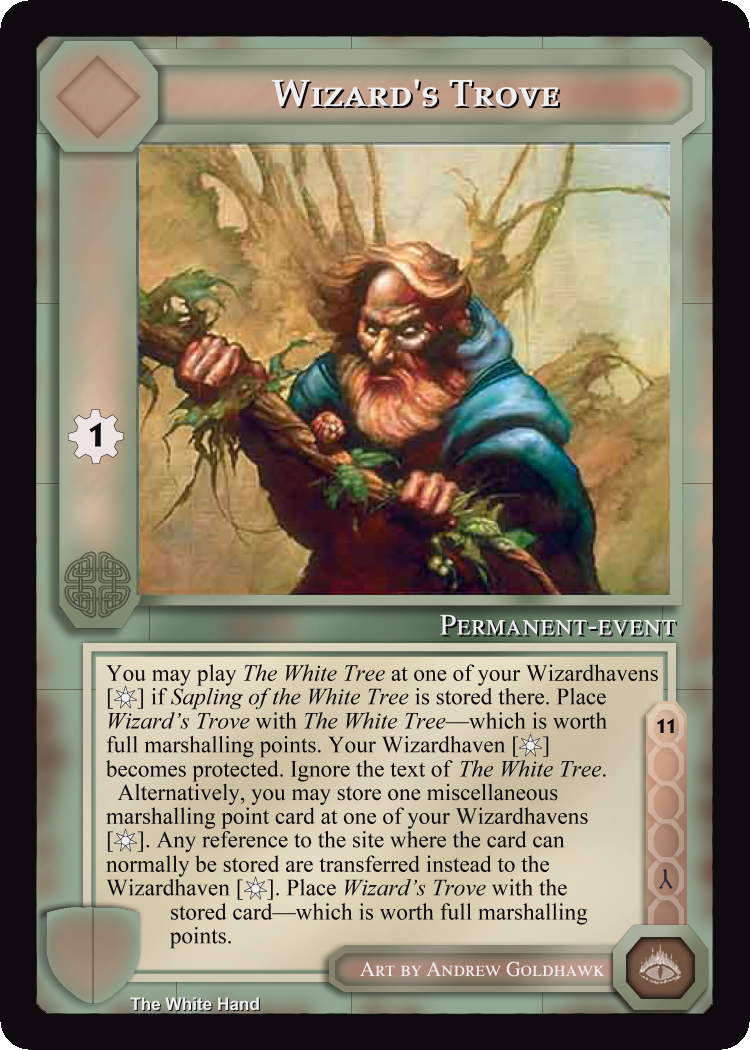 Wizard's Trove
1
Permanent-event
You may play The White Tree at one of your Wizardhavens
[] if Sapling of the White Tree is stored there. Place
Wizard's Trove with The White Tree—which is worth
full marshalling points. Your Wizardhaven []
becomes protected. Ignore the text of The White Tree.
Alternatively, you may store one miscellaneous
marshalling point card at one of your Wizardhavens
[]. Any reference to the site where the card can
normally be stored are transferred instead to the
Wizardhaven []. Place Wizard's Trove with the
stored card—which is worth full marshalling
points.
11
Art by Andrew Goldhawk
The White Hand